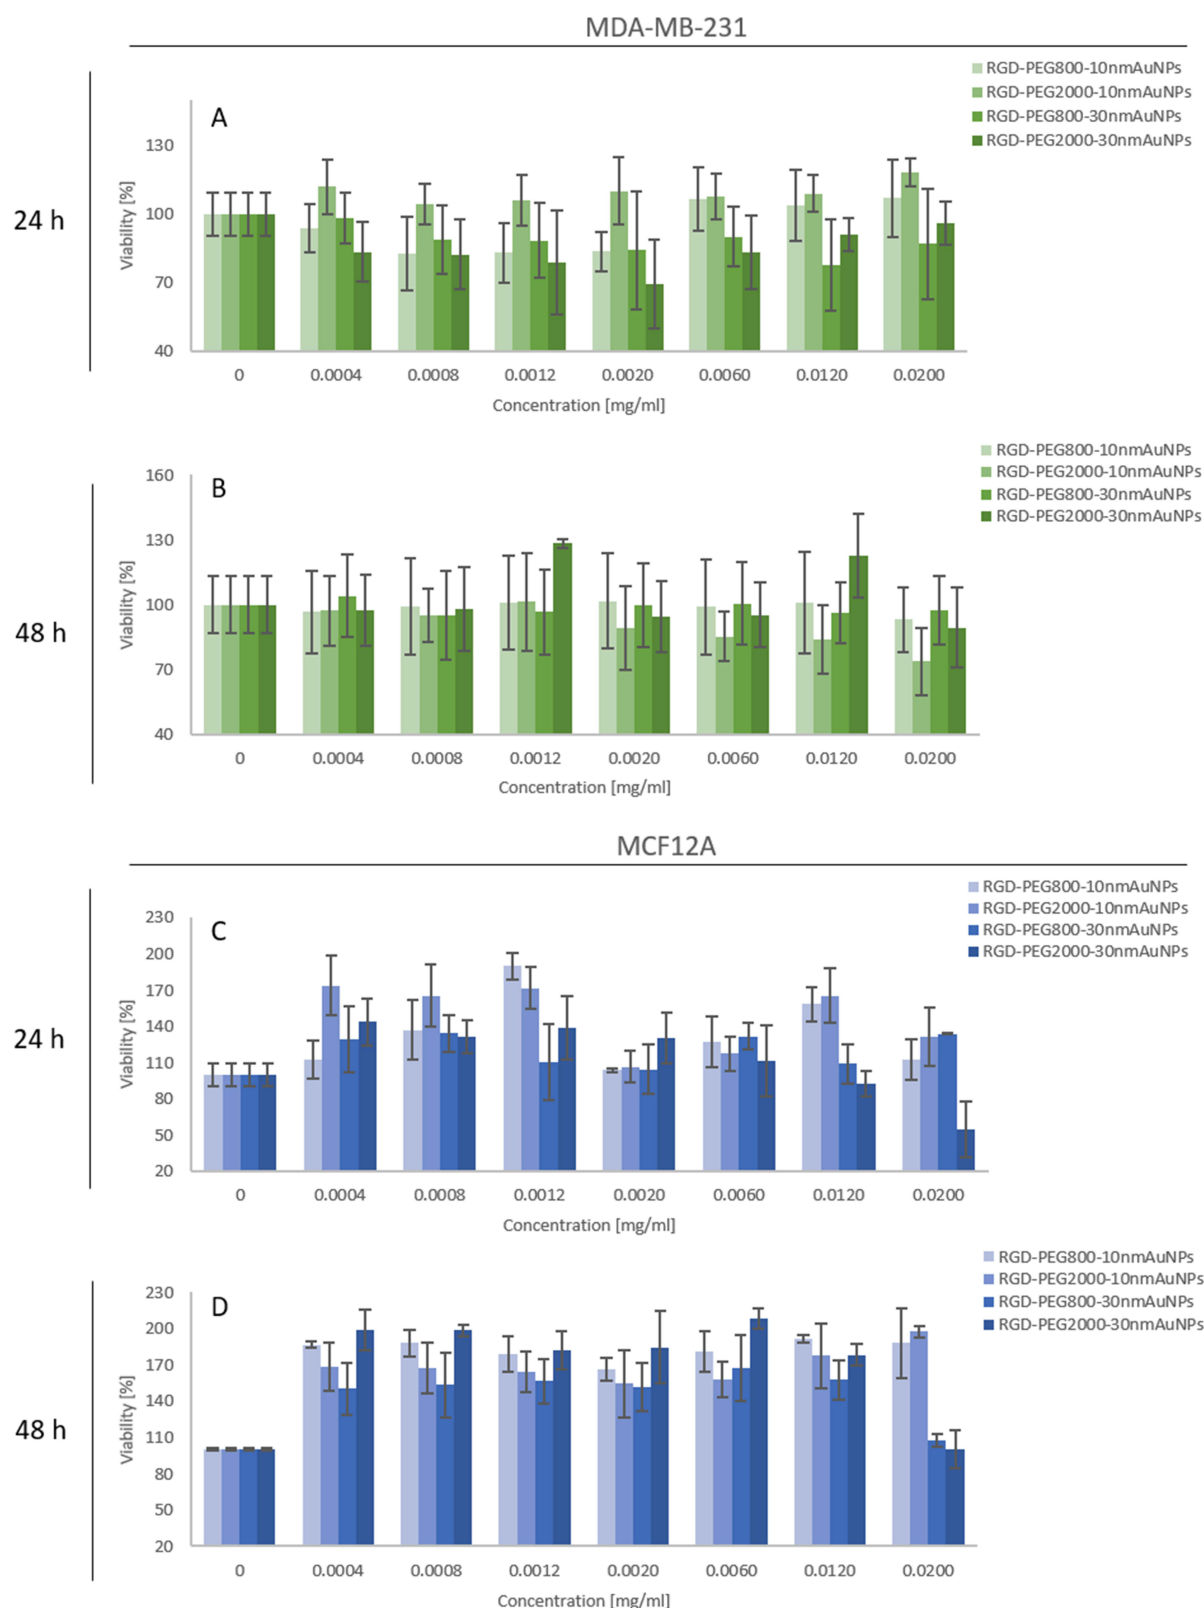 MDA-MB-231
24 h
A
RGD-PEG800-10nmAuNPs
RGD-PEG2000-10nmAuNPs
RGD-PEG800-30nmAuNPs
RGD-PEG2000-30nmAuNPs
Viability [%]
130
100
70
40
0 0.0004 0.0008 0.0012 0.0020 0.0060 0.0120 0.0200
Concentration [mg/ml]
48 h
B
RGD-PEG800-10nmAuNPs
RGD-PEG2000-10nmAuNPs
RGD-PEG800-30nmAuNPs
RGD-PEG2000-30nmAuNPs
Viability [%]
160
130
100
70
40
0 0.0004 0.0008 0.0012 0.0020 0.0060 0.0120 0.0200
Concentration [mg/ml]
MCF12A
24 h
C
RGD-PEG800-10nmAuNPs
RGD-PEG2000-10nmAuNPs
RGD-PEG800-30nmAuNPs
RGD-PEG2000-30nmAuNPs
Viability [%]
230
200
170
140
110
80
50
20
0 0.0004 0.0008 0.0012 0.0020 0.0060 0.0120 0.0200
Concentration [mg/ml]
48 h
D
RGD-PEG800-10nmAuNPs
RGD-PEG2000-10nmAuNPs
RGD-PEG800-30nmAuNPs
RGD-PEG2000-30nmAuNPs
Viability [%]
230
200
170
140
110
80
50
20
0 0.0004 0.0008 0.0012 0.0020 0.0060 0.0120 0.0200
Concentration [mg/ml]